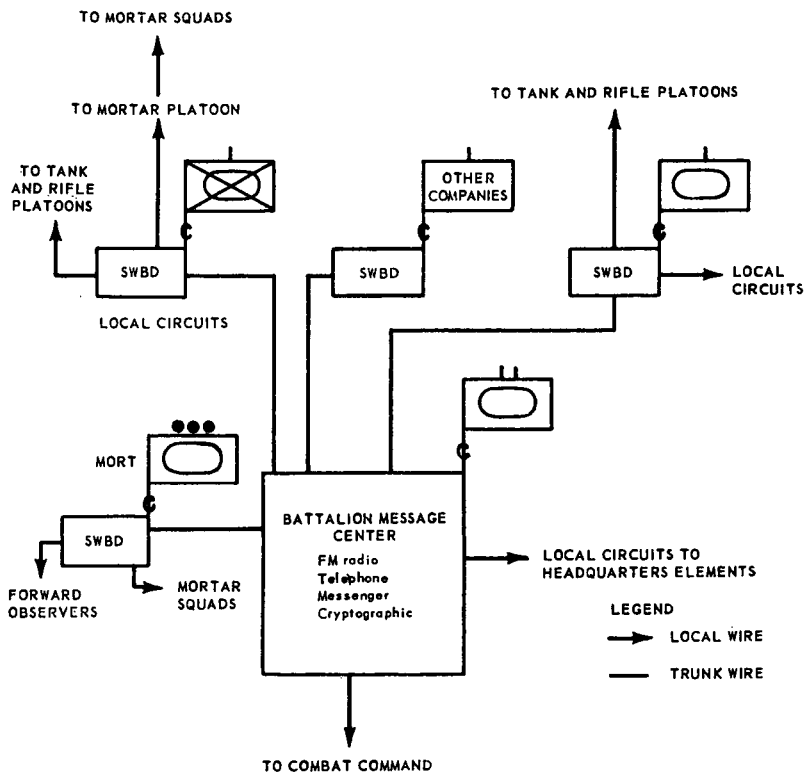 TO MORTAR SQUADS
TO MORTAR PLATOON
TO TANK AND RIFLE PLATOONS
TO TANK
AND RIFLE
PLATOONS
OTHER
COMPANIES
SWBD
SWBD
SWBD
LOCAL
CIRCUITS
LOCAL CIRCUITS
MORT
SWBD
FORWARD
OBSERVERS
MORTAR
SQUADS
BATTALION MESSAGE
CENTER
FM radio
Telephone
Messenger
Cryptographic
LOCAL CIRCUITS TO
HEADQUARTERS ELEMENTS
LEGEND
LOCAL WIRE
TRUNK WIRE
TO COMBAT COMMAND